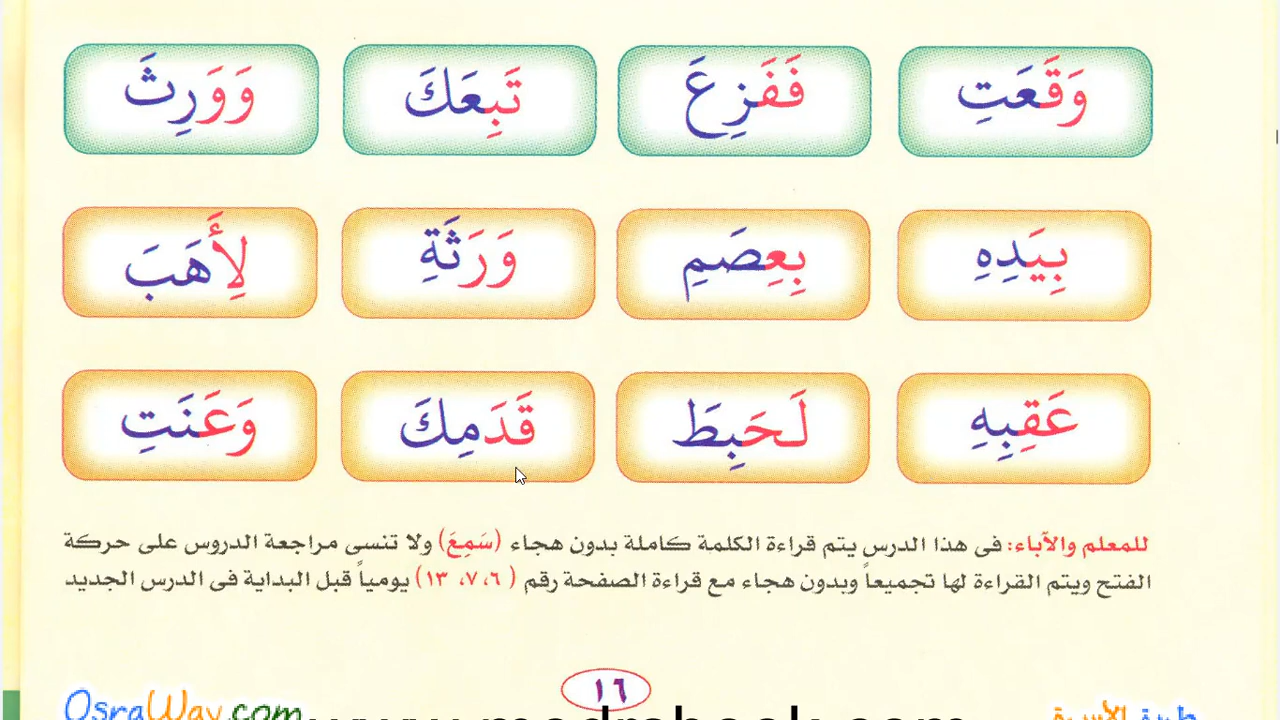 وَقَعَتِ فَفَزِعَ تَبِعَكَ وَوَرِثَ
بِيَدِهِ بِعِصَمِ وَرَثَةِ لِأَهَبَ
عَقِبِهِ لَحَبِطَ قَدَمِكَ وَعَنَتِ
للمعلم والآباء: فى هذا الدرس يتم قراءة الكلمة كاملة بدون هجاء (سَمِعَ) ولا تنسى مراجعة الدروس على حركة
الفتح ويتم القراءة لها تجميعاً وبدون هجاء مع قراءة الصفحة رقم (٦، ٧، ١٣) يومياً قبل البداية فى الدرس الجديد
١٦
OsraWay.com